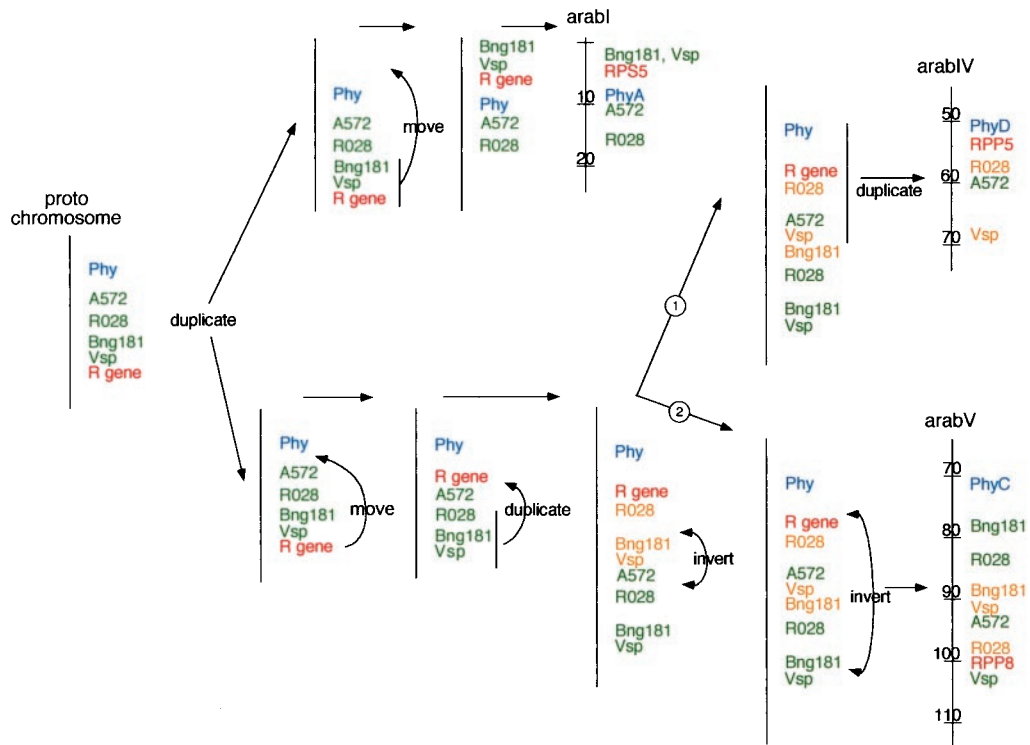 proto
chromosome
Phy
A572
R028
Bng181
Vsp
R gene
duplicate
Phy
A572
R028
Bng181
Vsp
R gene
move
Bng181
Vsp
R gene
Phy
A572
R028
arabI
10
20
Bng181, Vsp
RPS5
PhyA
A572
R028
Phy
A572
R028
Bng181
Vsp
R gene
move
Phy
R gene
A572
R028
Bng181
Vsp
duplicate
Phy
R gene
R028
Bng181
Vsp
A572
R028
Bng181
Vsp
invert
1
2
Phy
R gene
R028
A572
Vsp
Bng181
R028
Bng181
Vsp
duplicate
arabIV
50
60
70
PhyD
RPP5
R028
A572
Vsp
Phy
R gene
R028
A572
Vsp
Bng181
R028
Bng181
Vsp
invert
arabV
70
80
90
100
110
PhyC
Bng181
R028
Bng181
Vsp
A572
R028
RPP8
Vsp